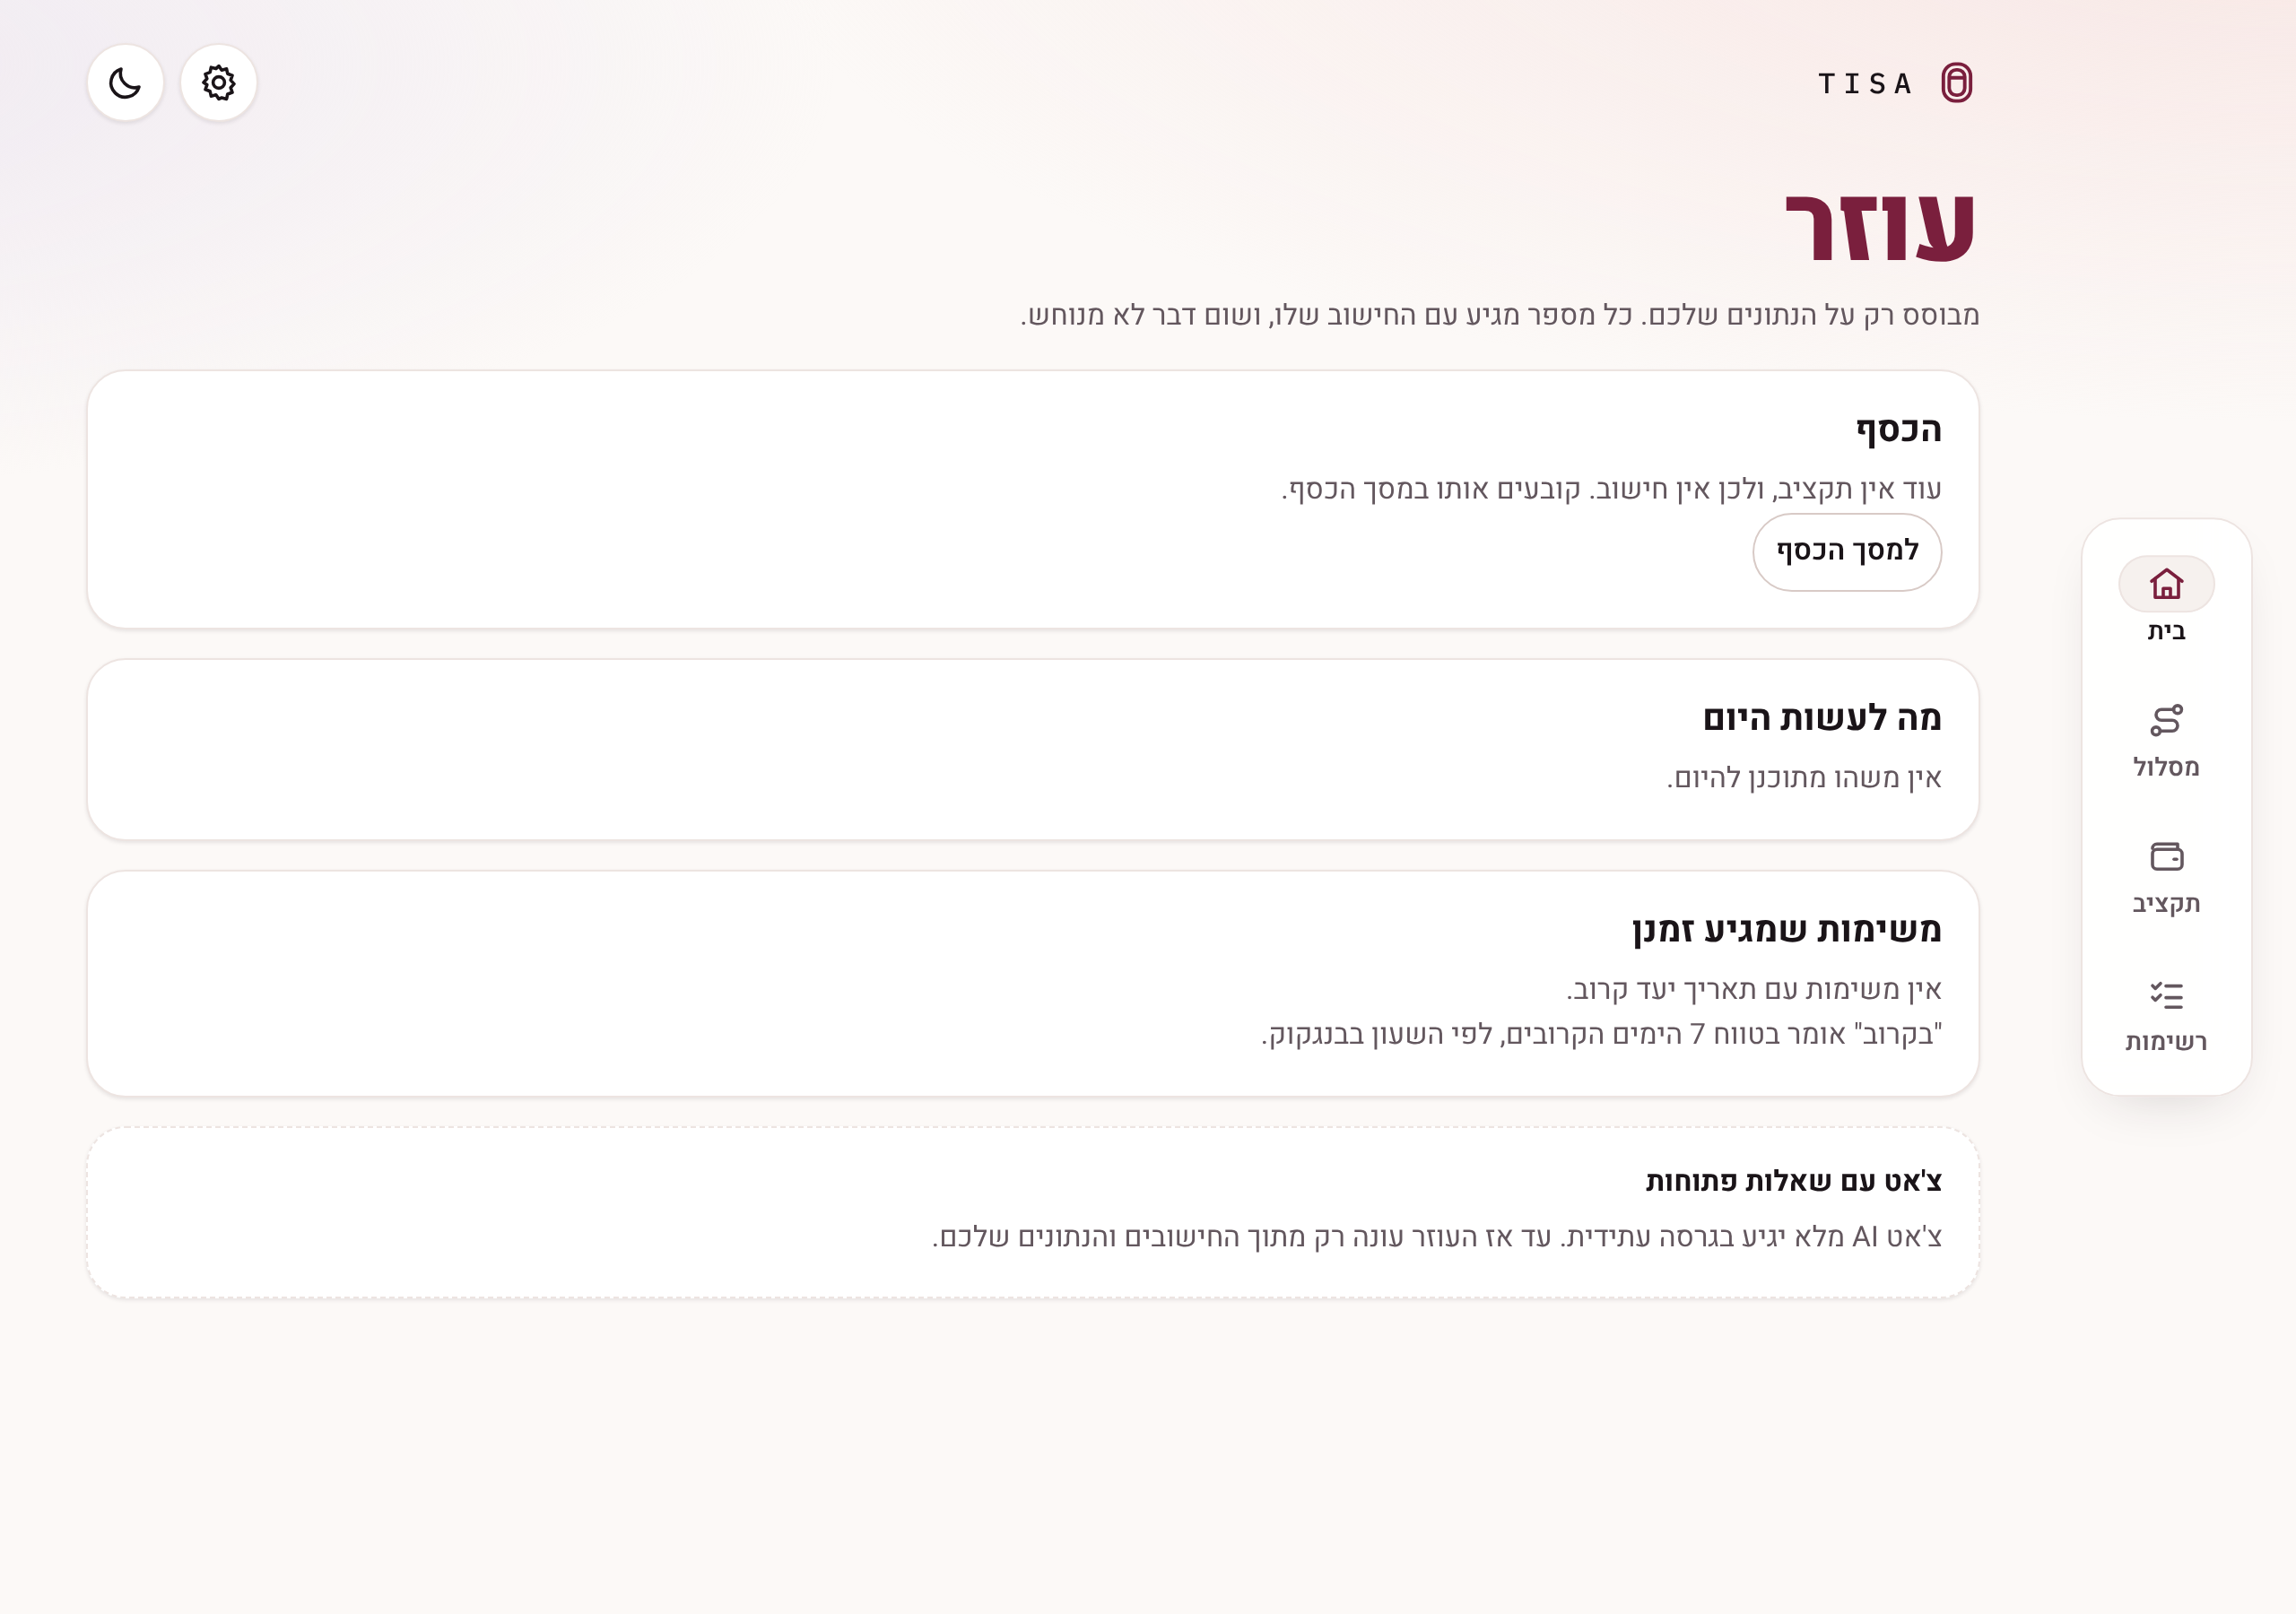 TISA
עוזר
מבוסס רק על הנתונים שלכם. כל מספר מגיע עם החישוב שלו, ושום דבר לא מנוחש.
הכסף
עוד אין תקציב, ולכן אין חישוב. קובעים אותו במסך הכסף.
למסך הכסף
מה לעשות היום
אין משהו מתוכנן להיום.
משימות שמגיע זמנן
אין משימות עם תאריך יעד קרוב.
"בקרוב" אומר בטווח 7 הימים הקרובים, לפי השעון בבנגקוק.
צ'אט עם שאלות פתוחות
צ'אט AI מלא יגיע בגרסה עתידית. עד אז העוזר עונה רק מתוך החישובים והנתונים שלכם.
בית
מסלול
תקציב
רשימות